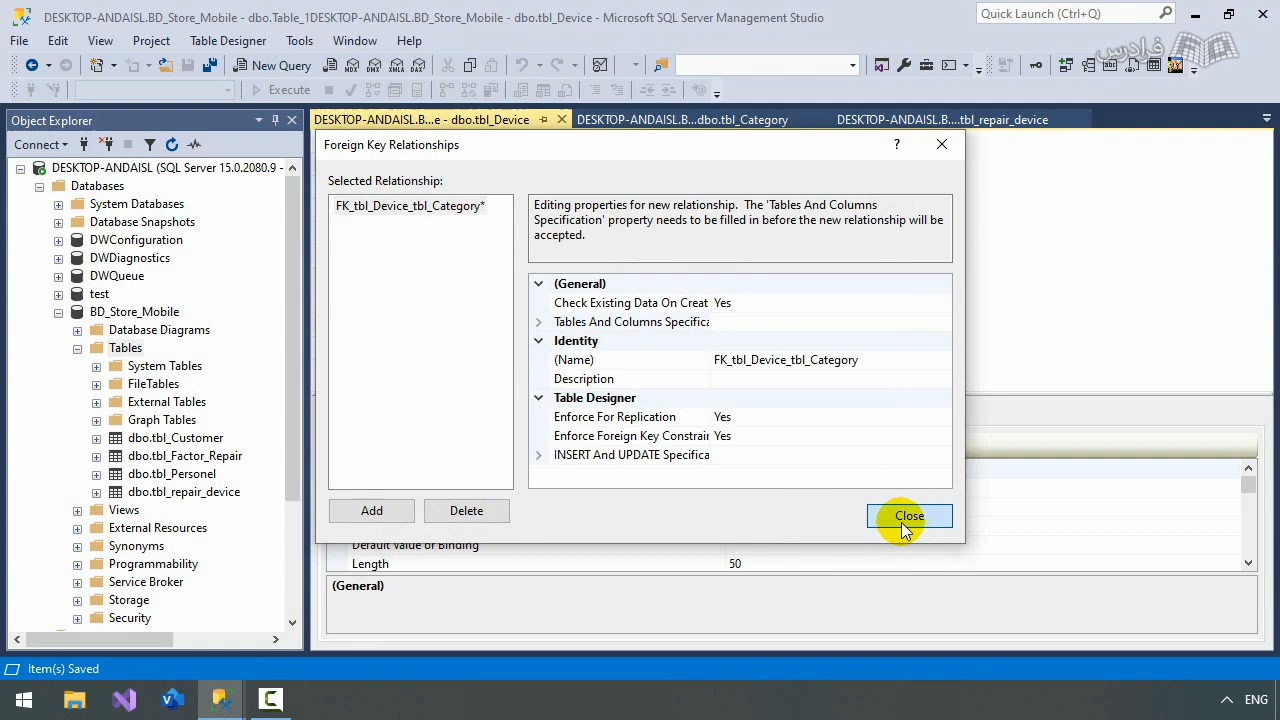 DESKTOP-ANDAISL.BD_Store_Mobile - dbo.Table_1DESKTOP-ANDAISL.BD_Store_Mobile - dbo.tbl_Device - Microsoft SQL Server Management Studio
Quick Launch (Ctrl+Q)
File Edit View Project Table Designer Tools Window Help
فرادرس
New Query
MDX DMX XMLA DAX
Execute
Object Explorer
DESKTOP-ANDAISL.B...e - dbo.tbl_Device
DESKTOP-ANDAISL.B...dbo.tbl_Category
DESKTOP-ANDAISL.B....tbl_repair_device
Connect
DESKTOP-ANDAISL (SQL Server 15.0.2080.9 -
Databases
System Databases
Database Snapshots
DWConfiguration
DWDiagnostics
DWQueue
test
BD_Store_Mobile
Database Diagrams
Tables
System Tables
FileTables
External Tables
Graph Tables
dbo.tbl_Customer
dbo.tbl_Factor_Repair
dbo.tbl_Personel
dbo.tbl_repair_device
Views
External Resources
Synonyms
Programmability
Service Broker
Storage
Security
Foreign Key Relationships
?
Selected Relationship:
FK_tbl_Device_tbl_Category*
Editing properties for new relationship. The 'Tables And Columns
Specification' property needs to be filled in before the new relationship will be
accepted.
(General)
Check Existing Data On Creat Yes
Tables And Columns Specifica
Identity
(Name) FK_tbl_Device_tbl_Category
Description
Table Designer
Enforce For Replication Yes
Enforce Foreign Key Constrain Yes
INSERT And UPDATE Specifica
Add Delete
Close
Default Value or Binding
Length 50
(General)
Item(s) Saved
ENG